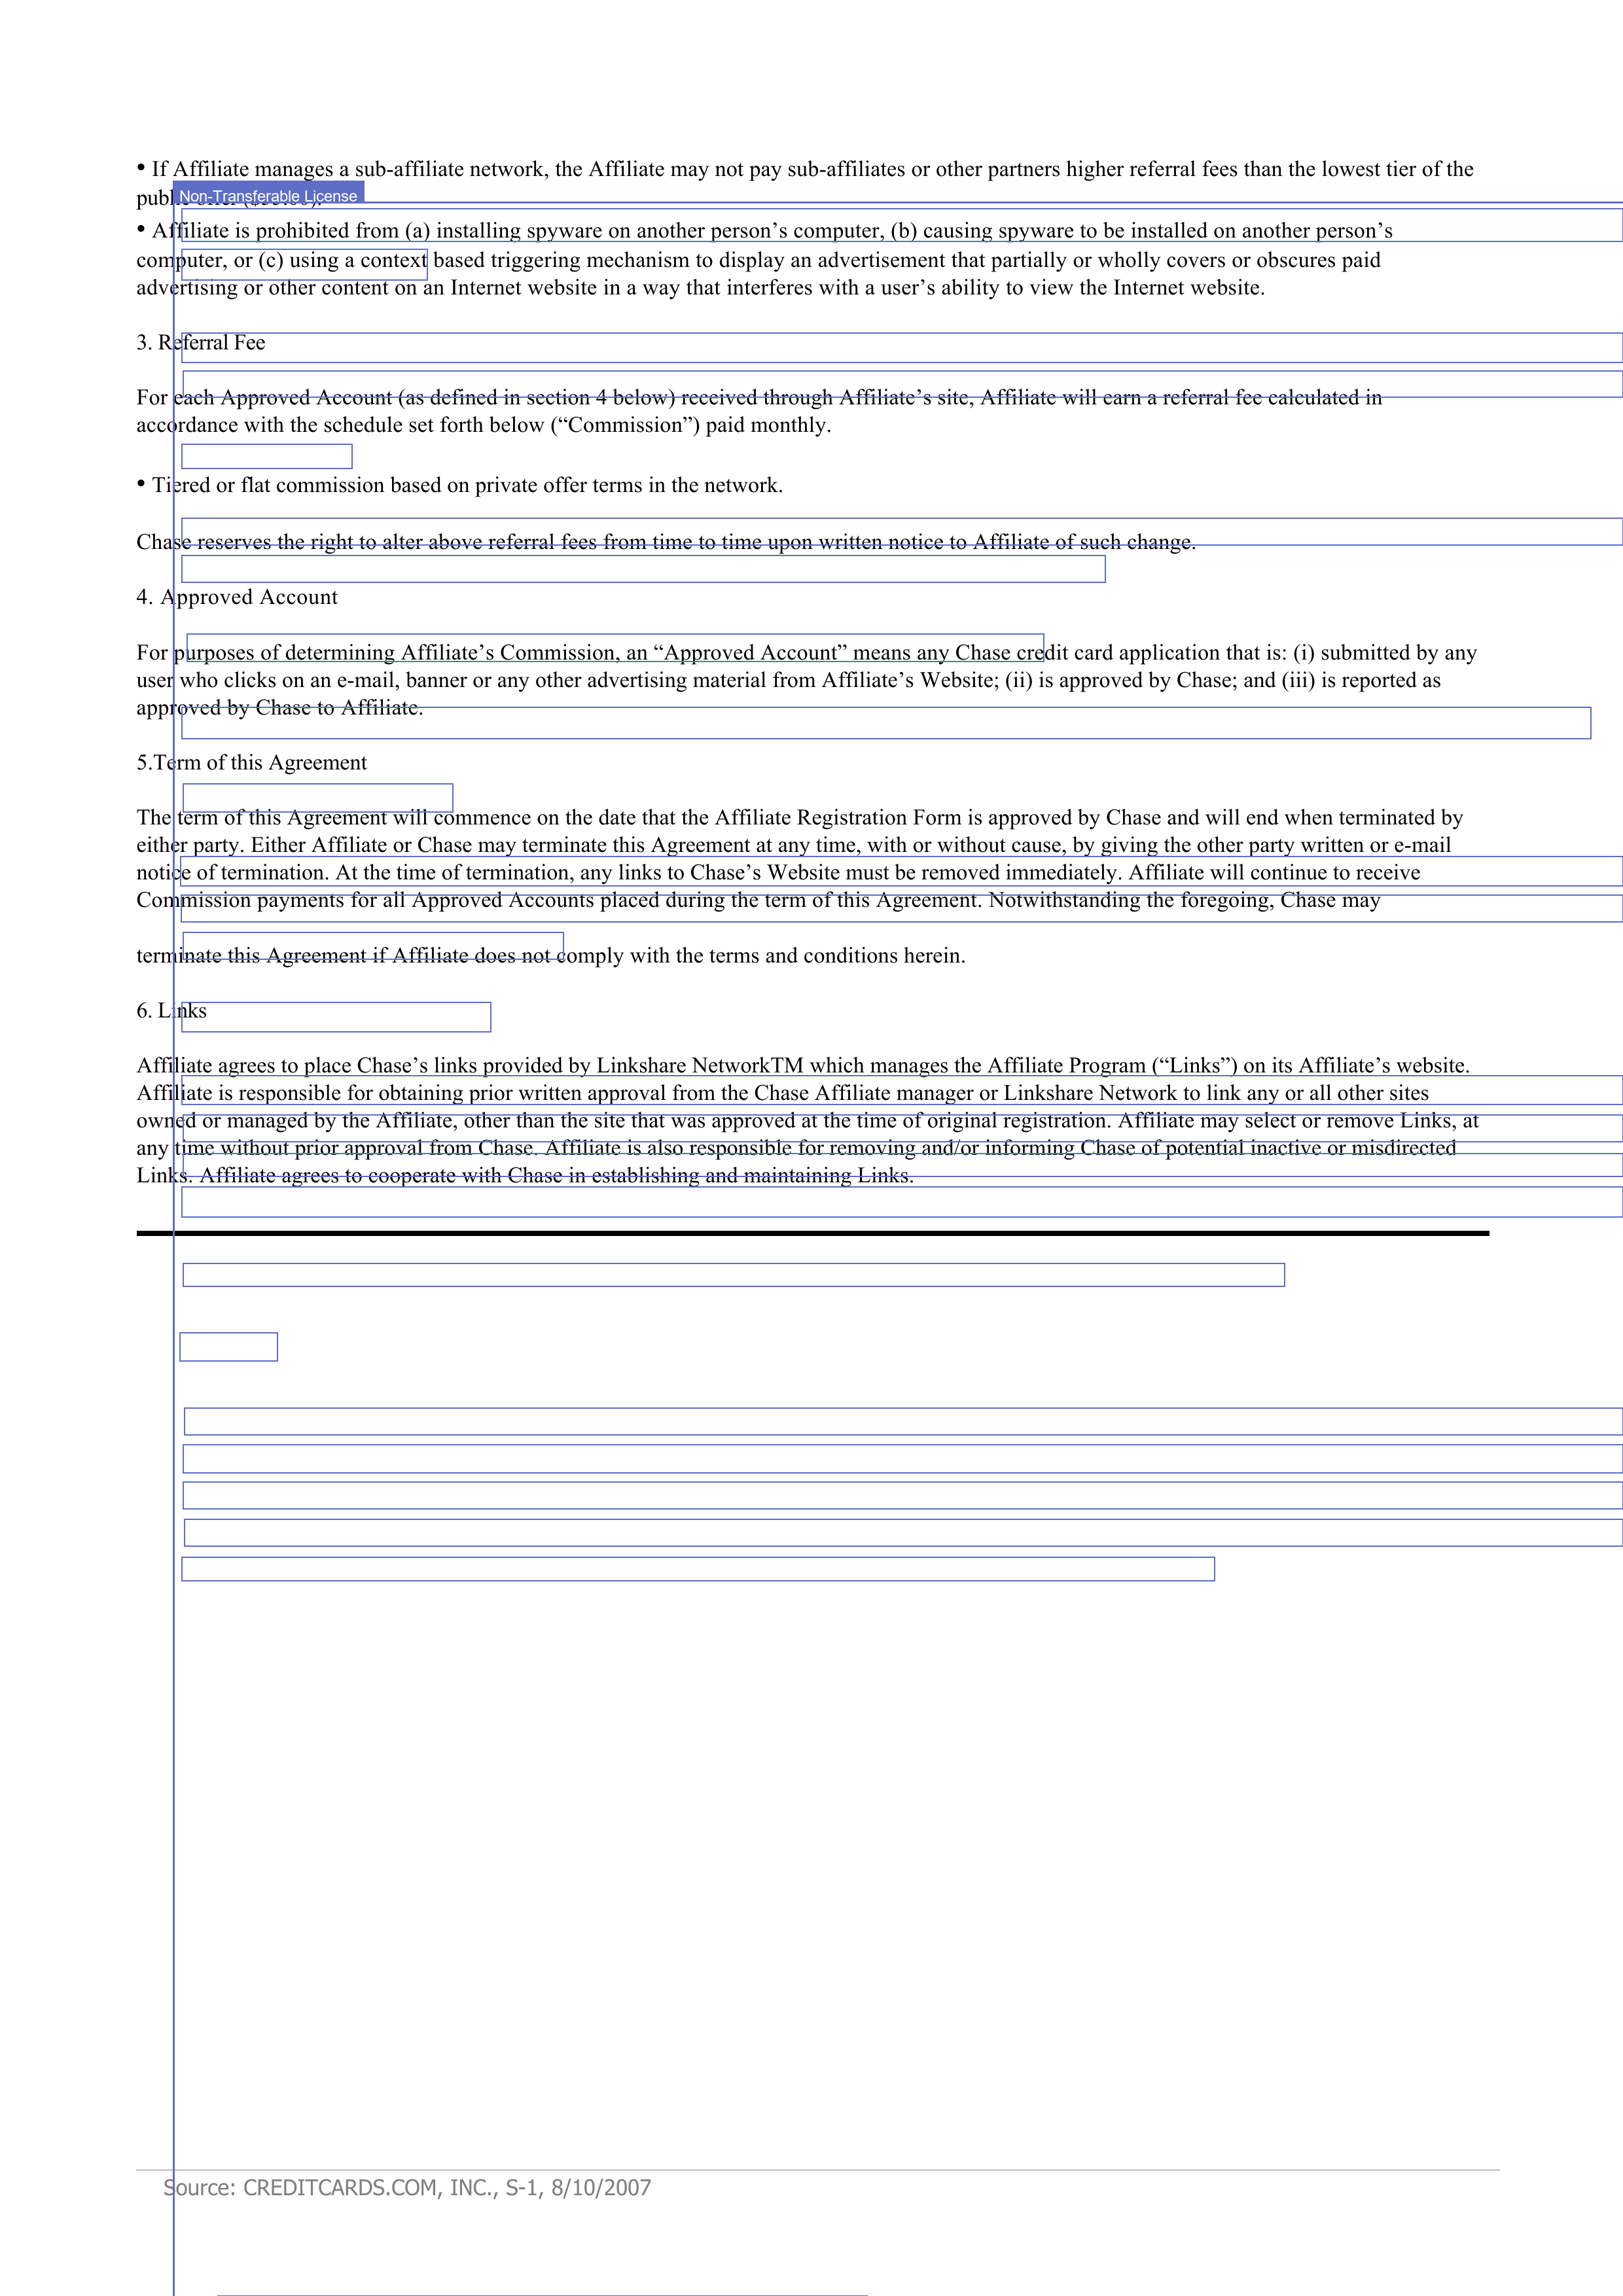 • If Affiliate manages a sub-affiliate network, the Affiliate may not pay sub-affiliates or other partners higher referral fees than the lowest tier of the
Non-Transferable License
• Affiliate is prohibited from (a) installing spyware on another person’s computer, (b) causing spyware to be installed on another person’s
computer, or (c) using a context based triggering mechanism to display an advertisement that partially or wholly covers or obscures paid
advertising or other content on an Internet website in a way that interferes with a user’s ability to view the Internet website.
3. Referral Fee
For each Approved Account (as defined in section 4 below) received through Affiliate’s site, Affiliate will earn a referral fee calculated in
accordance with the schedule set forth below (“Commission”) paid monthly.
• Tiered or flat commission based on private offer terms in the network.
Chase reserves the right to alter above referral fees from time to time upon written notice to Affiliate of such change.
4. Approved Account
For purposes of determining Affiliate’s Commission, an “Approved Account” means any Chase credit card application that is: (i) submitted by any
user who clicks on an e-mail, banner or any other advertising material from Affiliate’s Website; (ii) is approved by Chase; and (iii) is reported as
approved by Chase to Affiliate.
5.Term of this Agreement
The term of this Agreement will commence on the date that the Affiliate Registration Form is approved by Chase and will end when terminated by
either party. Either Affiliate or Chase may terminate this Agreement at any time, with or without cause, by giving the other party written or e-mail
notice of termination. At the time of termination, any links to Chase’s Website must be removed immediately. Affiliate will continue to receive
Commission payments for all Approved Accounts placed during the term of this Agreement. Notwithstanding the foregoing, Chase may
terminate this Agreement if Affiliate does not comply with the terms and conditions herein.
6. Links
Affiliate agrees to place Chase’s links provided by Linkshare NetworkTM which manages the Affiliate Program (“Links”) on its Affiliate’s website.
Affiliate is responsible for obtaining prior written approval from the Chase Affiliate manager or Linkshare Network to link any or all other sites
owned or managed by the Affiliate, other than the site that was approved at the time of original registration. Affiliate may select or remove Links, at
any time without prior approval from Chase. Affiliate is also responsible for removing and/or informing Chase of potential inactive or misdirected
Links. Affiliate agrees to cooperate with Chase in establishing and maintaining Links.
Source: CREDITCARDS.COM, INC., S-1, 8/10/2007